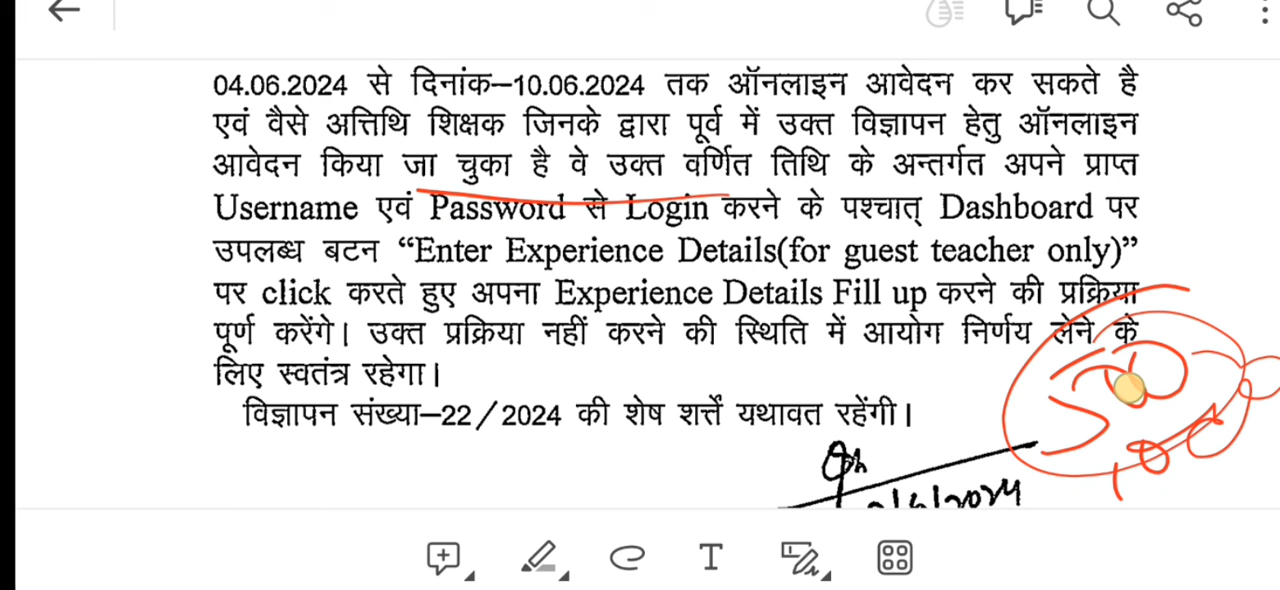 04.06.2024 से दिनांक–10.06.2024 तक ऑनलाइन आवेदन कर सकते है
एवं वैसे अत्तिथि शिक्षक जिनके द्वारा पूर्व में उक्त विज्ञापन हेतु ऑनलाइन
आवेदन किया जा चुका है वे उक्त वर्णित तिथि के अन्तर्गत अपने प्राप्त
Username एवं Password से Login करने के पश्चात् Dashboard पर
उपलब्ध बटन “Enter Experience Details(for guest teacher only)”
पर click करते हुए अपना Experience Details Fill up करने की प्रक्रिया
पूर्ण करेंगे। उक्त प्रक्रिया नहीं करने की स्थिति में आयोग निर्णय लेने के
लिए स्वतंत्र रहेगा।
विज्ञापन संख्या–22/2024 की शेष शर्त्तें यथावत रहेंगी।